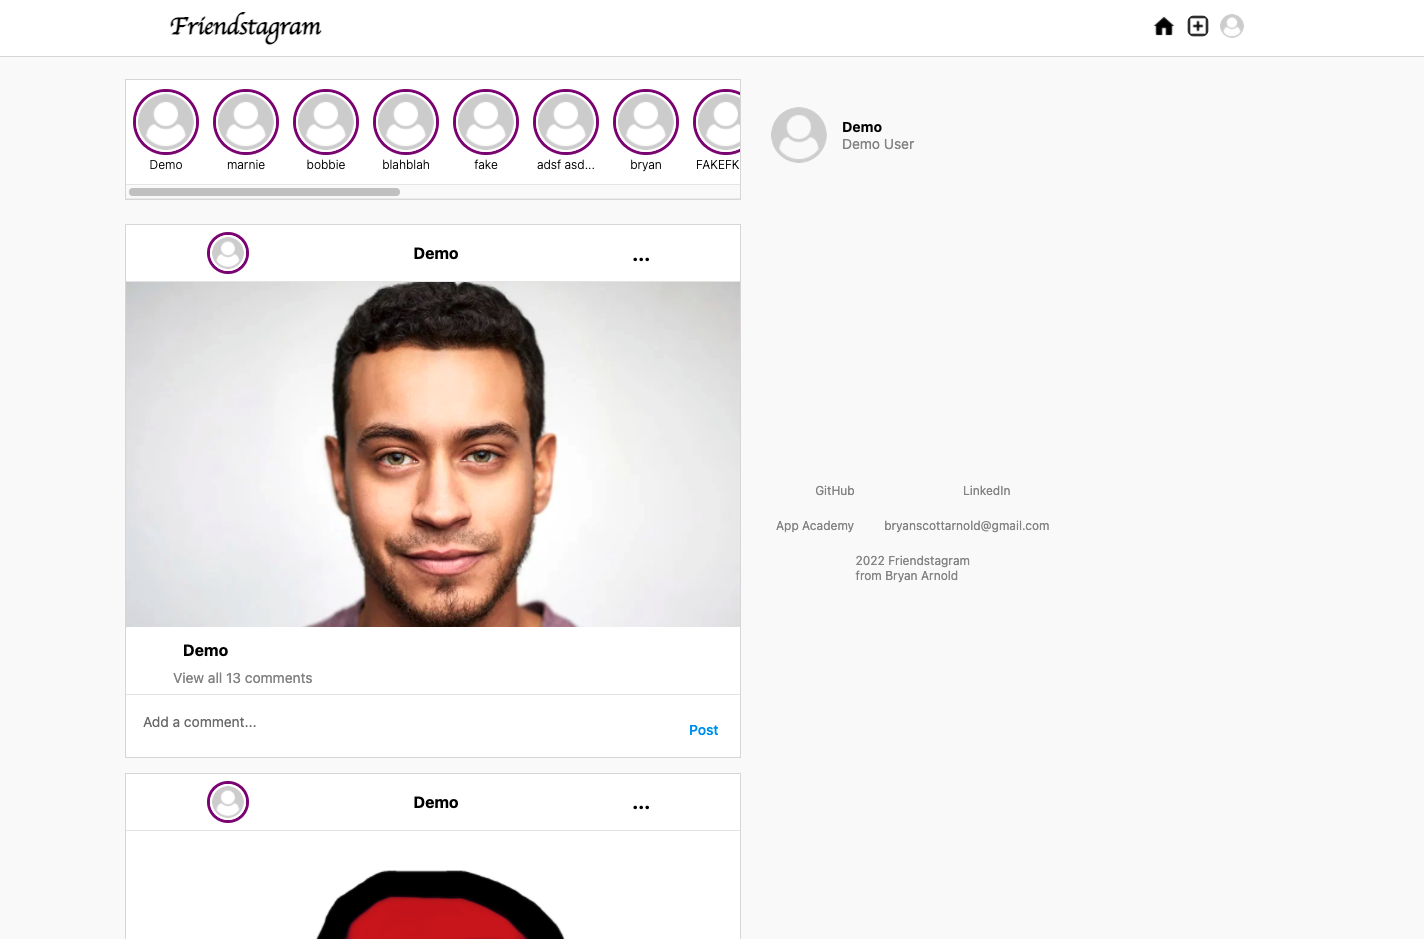 Friendstagram
Demo
marnie
bobbie
blahblah
fake
adsf asd...
bryan
FAKEFK
Demo
Demo User
Demo
...
Demo
View all 13 comments
Add a comment...
Post
GitHub
LinkedIn
App Academy
bryanscottarnold@gmail.com
2022 Friendstagram
from Bryan Arnold
Demo
...